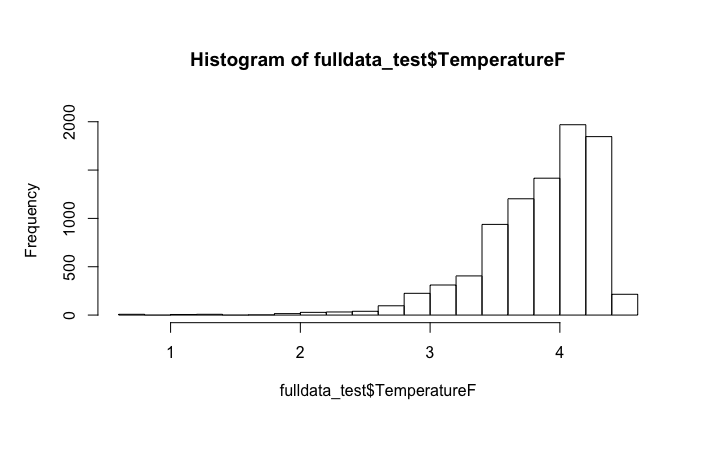 Histogram of fulldata_test$TemperatureF
Frequency
2000
1000
500
0
1 2 3 4
fulldata_test$TemperatureF